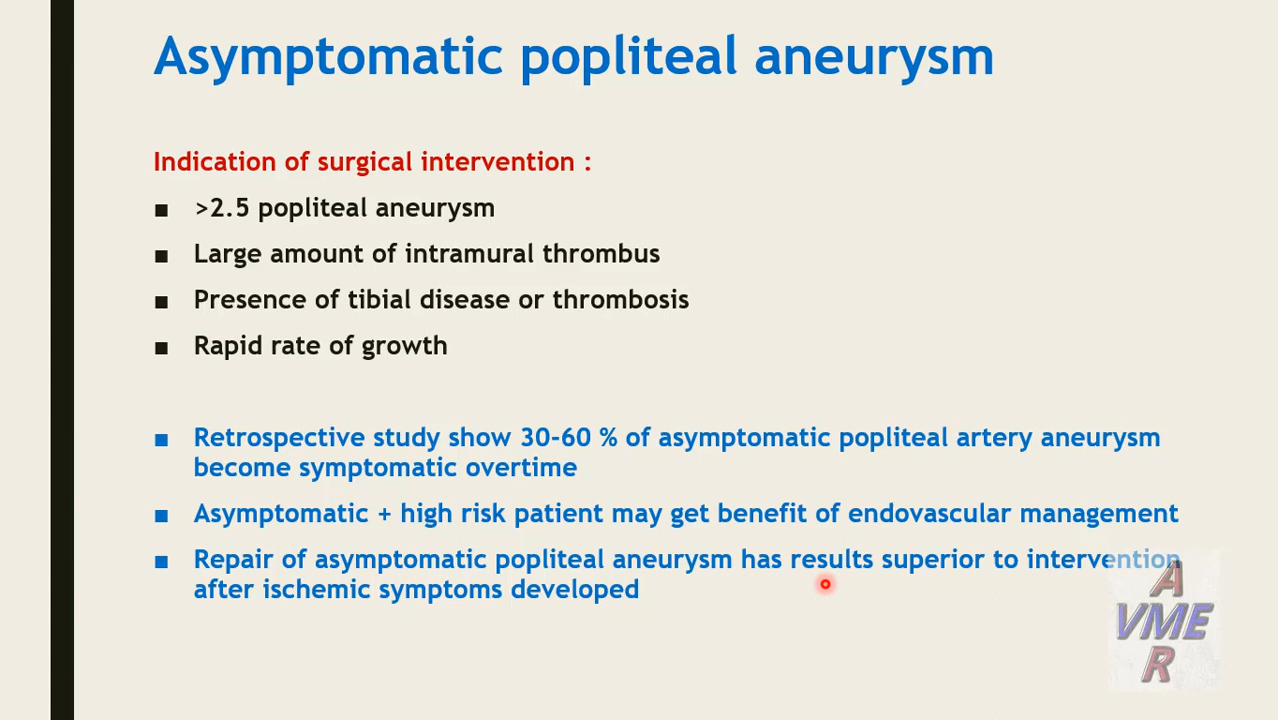 Asymptomatic popliteal aneurysm
Indication of surgical intervention :
■ >2.5 popliteal aneurysm
■ Large amount of intramural thrombus
■ Presence of tibial disease or thrombosis
■ Rapid rate of growth
■ Retrospective study show 30-60 % of asymptomatic popliteal artery aneurysm
become symptomatic overtime
■ Asymptomatic + high risk patient may get benefit of endovascular management
■ Repair of asymptomatic popliteal aneurysm has results superior to intervention
after ischemic symptoms developed
A
VME
R